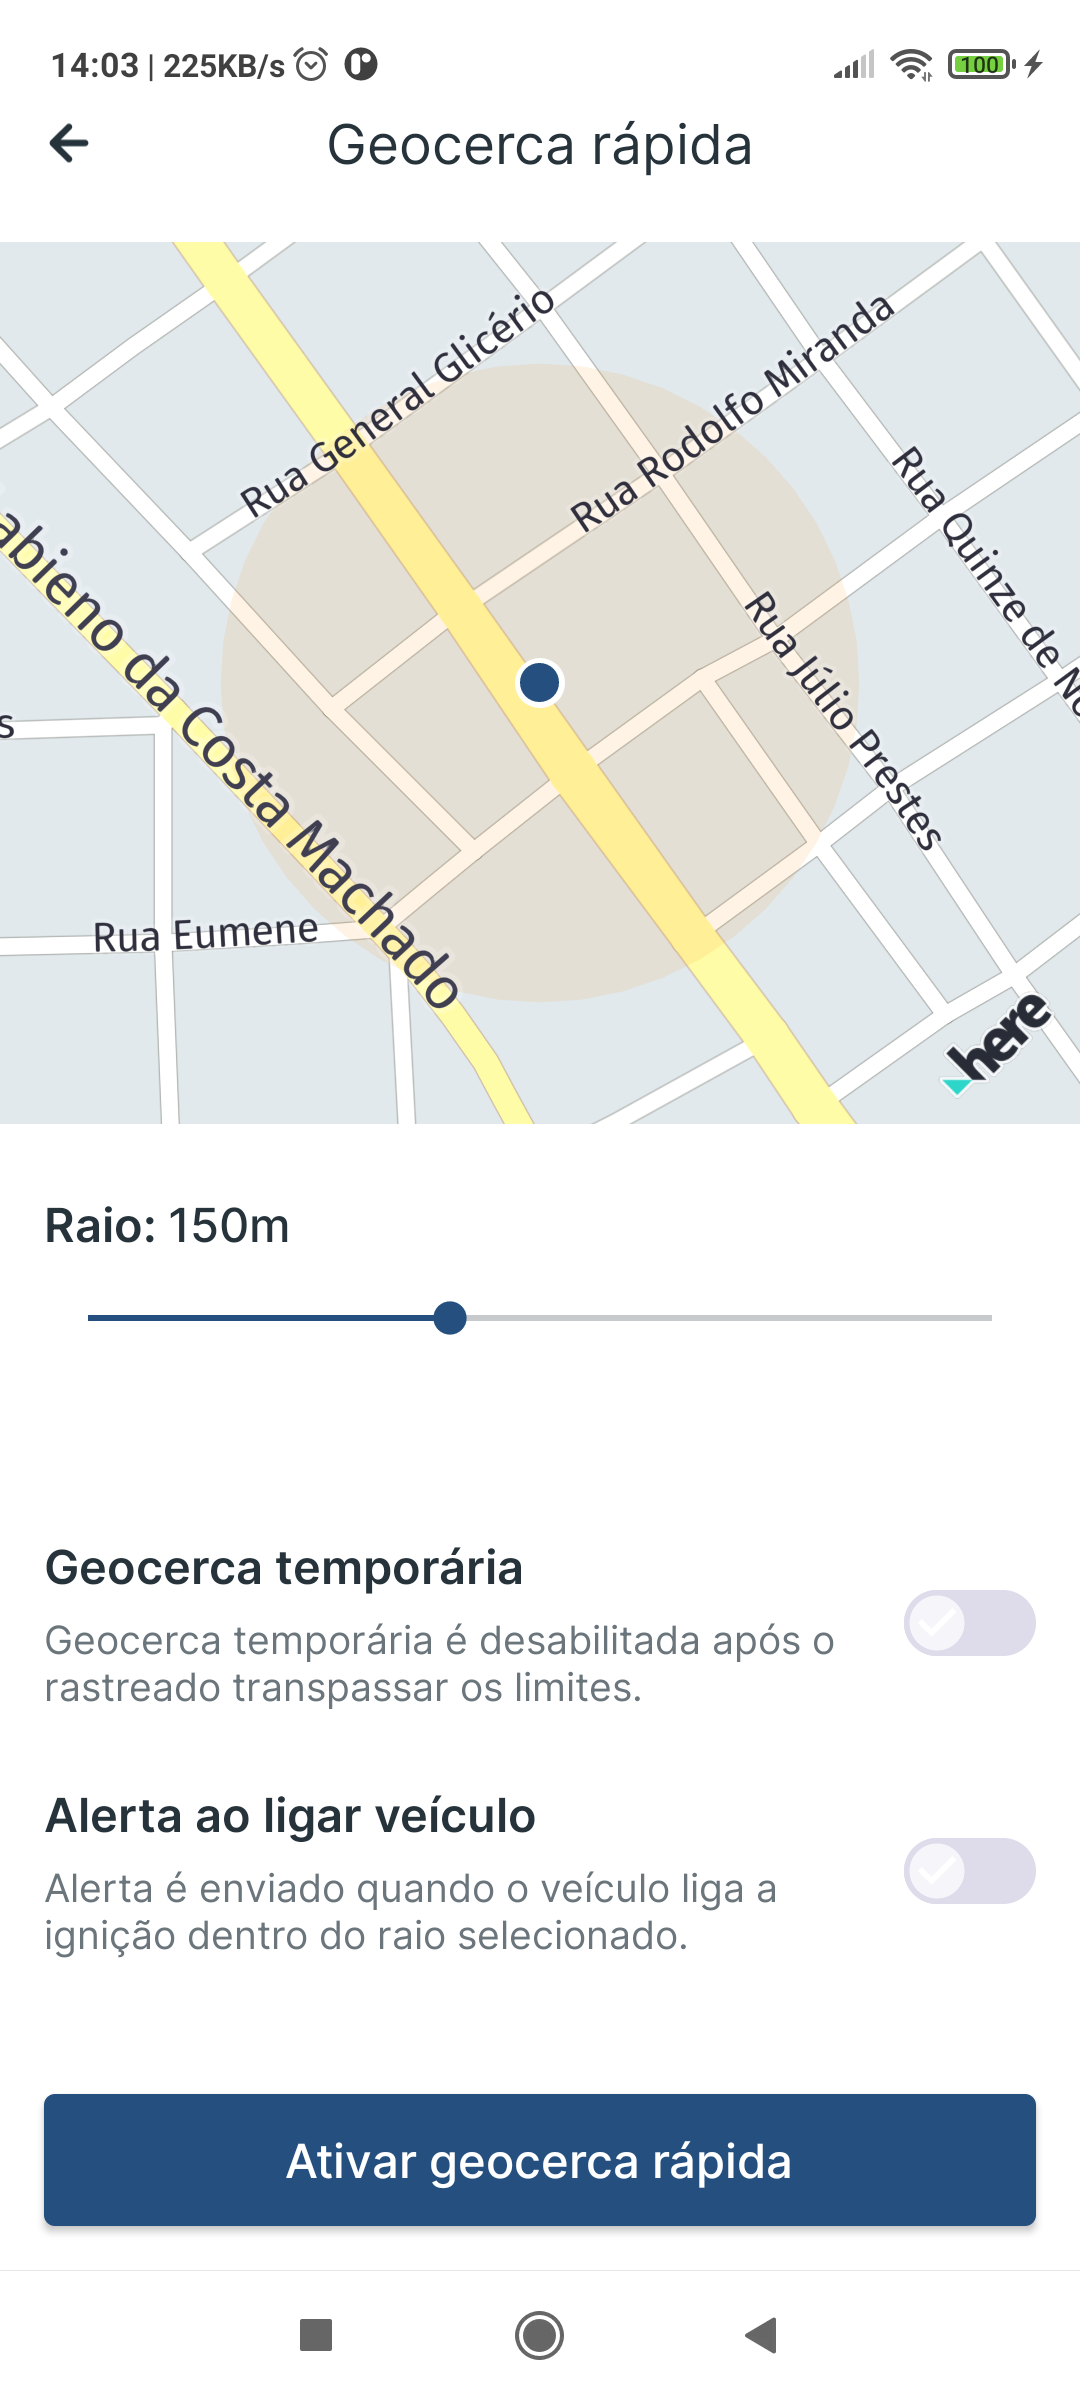 14:03 | 225KB/s
100
Geocerca rápida
Rua General Glicério
Rua Rodolfo Miranda
Rua Quinze de
abieno da Costa Machado
Rua Júlio Prestes
s
Rua Eumene
here
Raio: 150m
Geocerca temporária
Geocerca temporária é desabilitada após o
rastreado transpassar os limites.
Alerta ao ligar veículo
Alerta é enviado quando o veículo liga a
ignição dentro do raio selecionado.
Ativar geocerca rápida